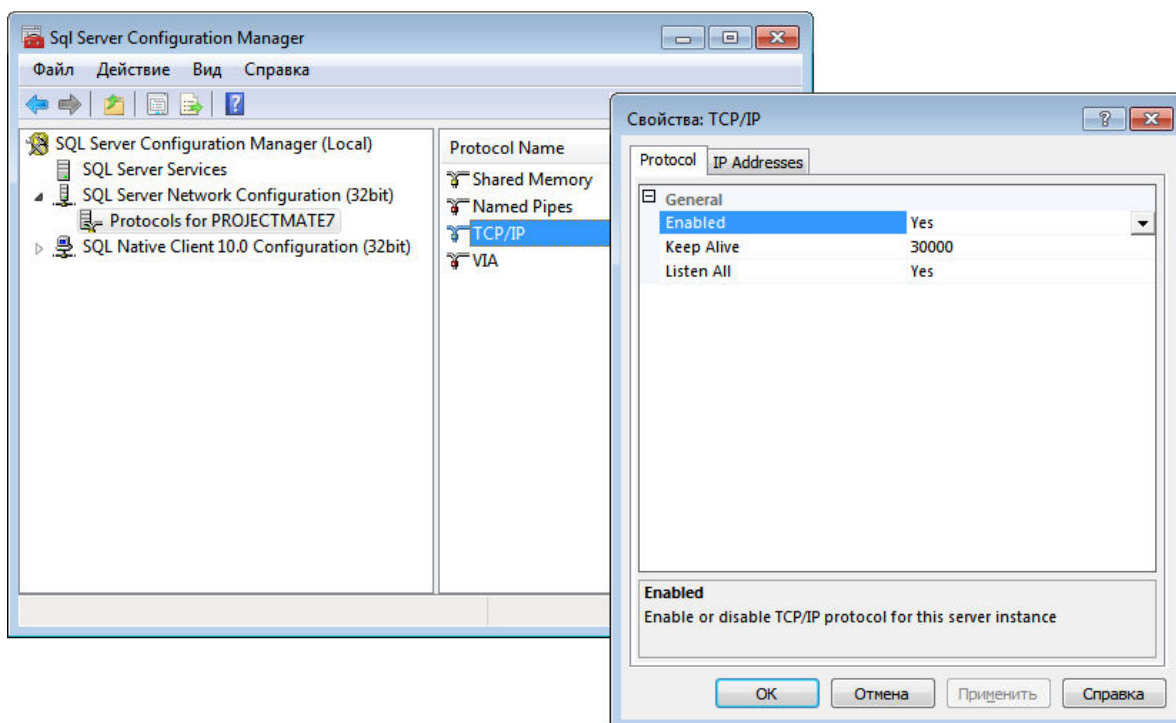 Sql Server Configuration Manager
Файл Действие Вид Справка
SQL Server Configuration Manager (Local)
SQL Server Services
SQL Server Network Configuration (32bit)
Protocols for PROJECTMATE7
SQL Native Client 10.0 Configuration (32bit)
Protocol Name
Shared Memory
Named Pipes
TCP/IP
VIA
Свойства: TCP/IP
Protocol IP Addresses
General
Enabled Yes
Keep Alive 30000
Listen All Yes
Enabled
Enable or disable TCP/IP protocol for this server instance
OK Отмена Применить Справка